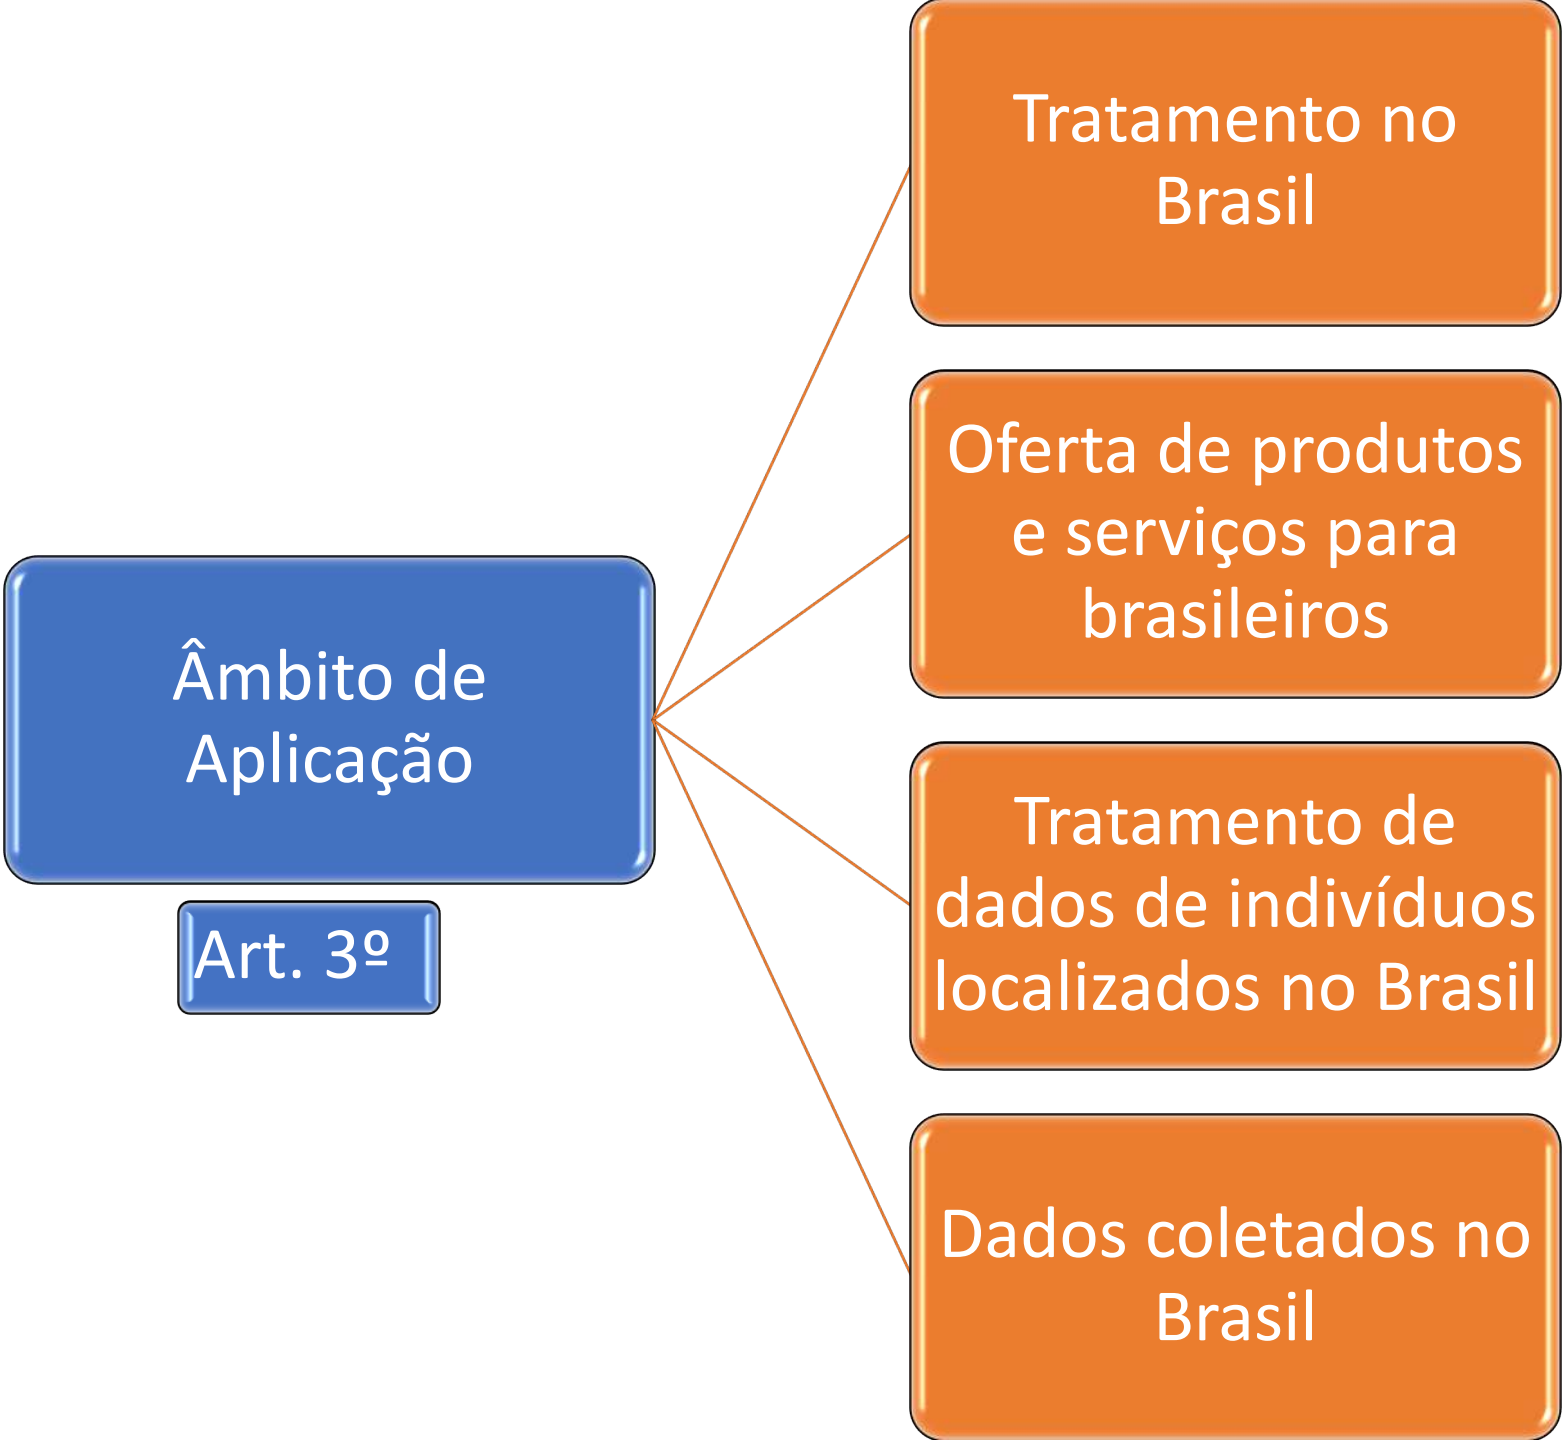 Âmbito de
Aplicação
Art. 3º
Tratamento no
Brasil
Oferta de produtos
e serviços para
brasileiros
Tratamento de
dados de indivíduos
localizados no Brasil
Dados coletados no
Brasil